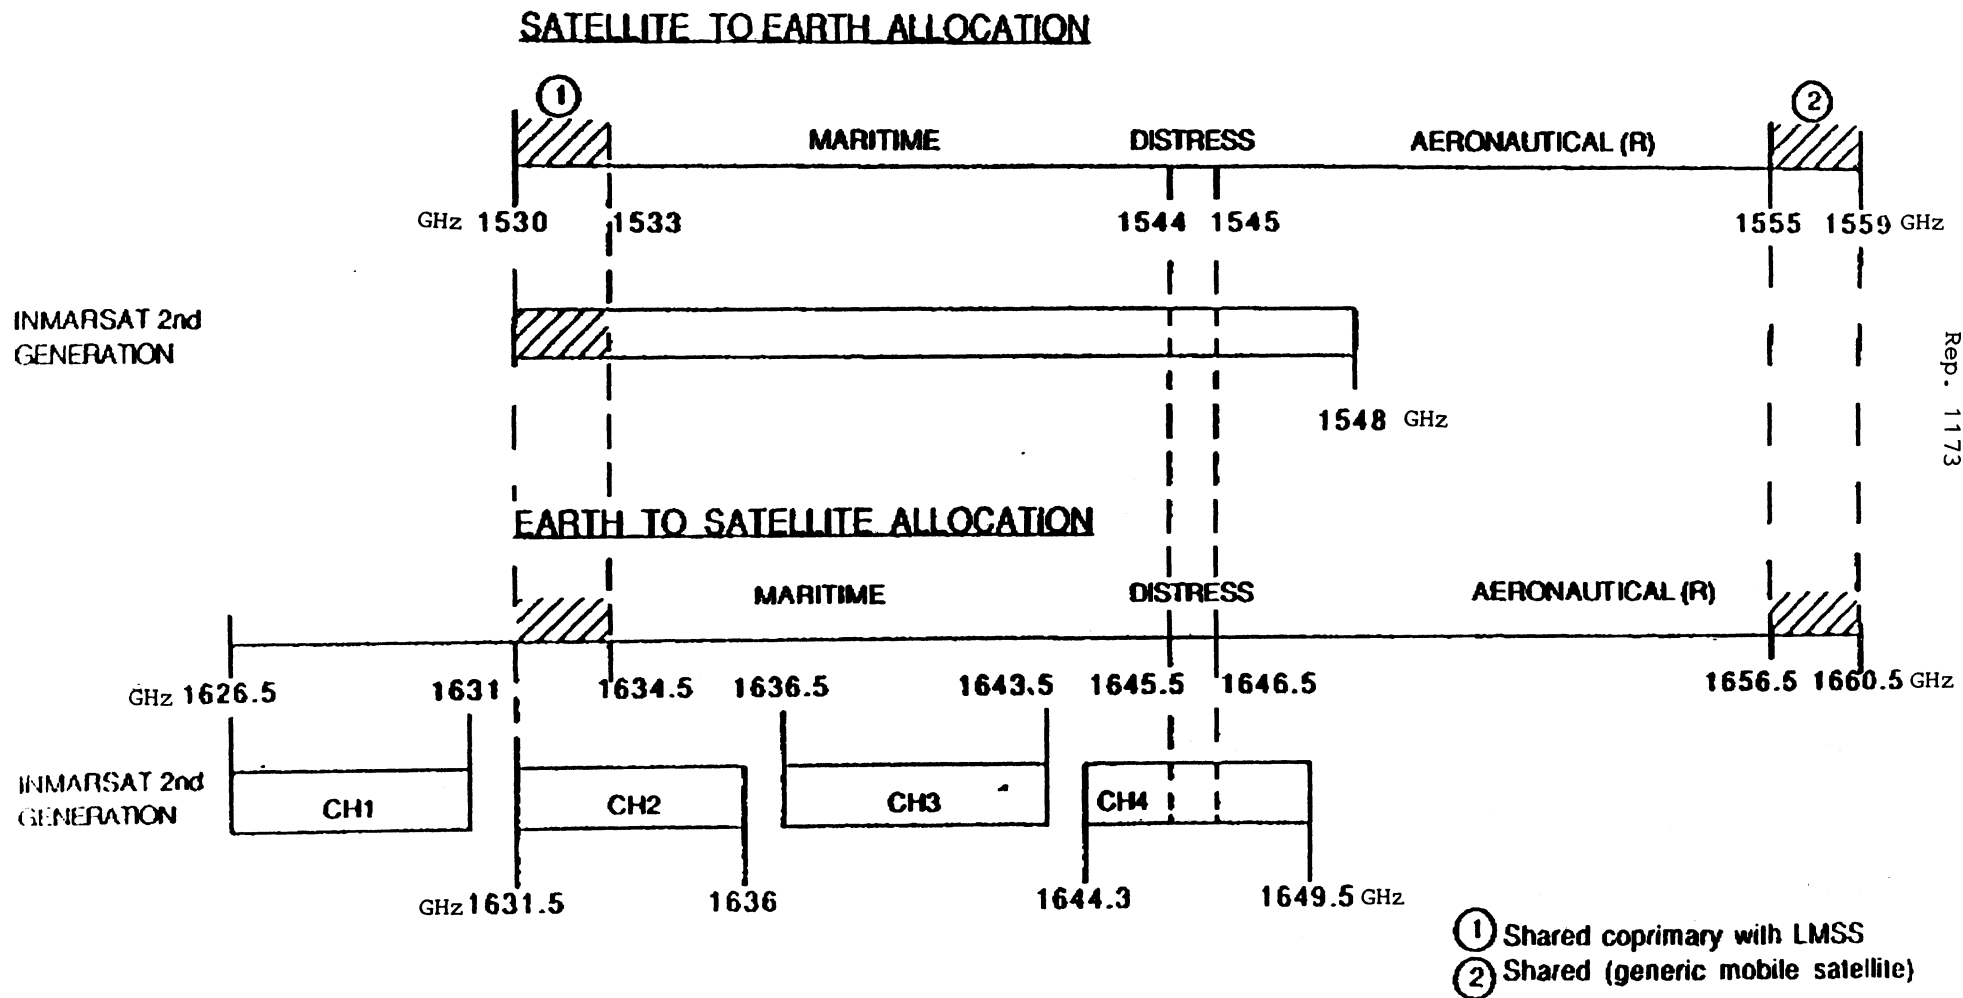 SATELLITE TO EARTH ALLOCATION
1 2
MARITIME DISTRESS AERONAUTICAL (R)
GHz 1530 1533 1544 1545 1555 1559 GHz
INMARSAT 2nd
GENERATION
1548 GHz
Rep. 1173
EARTH TO SATELLITE ALLOCATION
MARITIME DISTRESS AERONAUTICAL (R)
GHz 1626.5 1631 1634.5 1636.5 1643.5 1645.5 1646.5 1656.5 1660.5 GHz
INMARSAT 2nd
GENERATION
CH1 CH2 CH3 CH4
GHz 1631.5 1636 1644.3 1649.5 GHz
1 Shared coprimary with LMSS
2 Shared (generic mobile satellite)